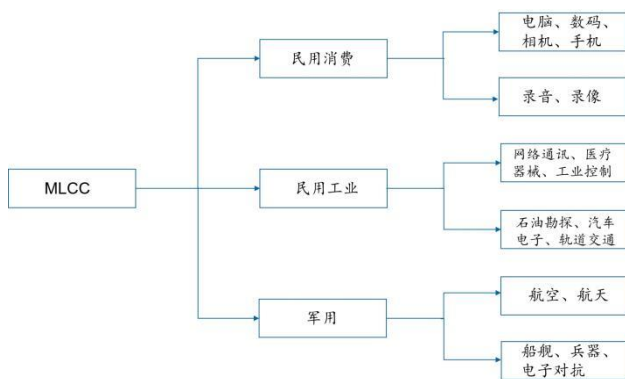 MLCC
民用消费
电脑、数码、
相机、手机
录音、录像
民用工业
网络通讯、医疗
器械、工业控制
石油勘探、汽车
电子、轨道交通
军用
航空、航天
船舰、兵器、
电子对抗